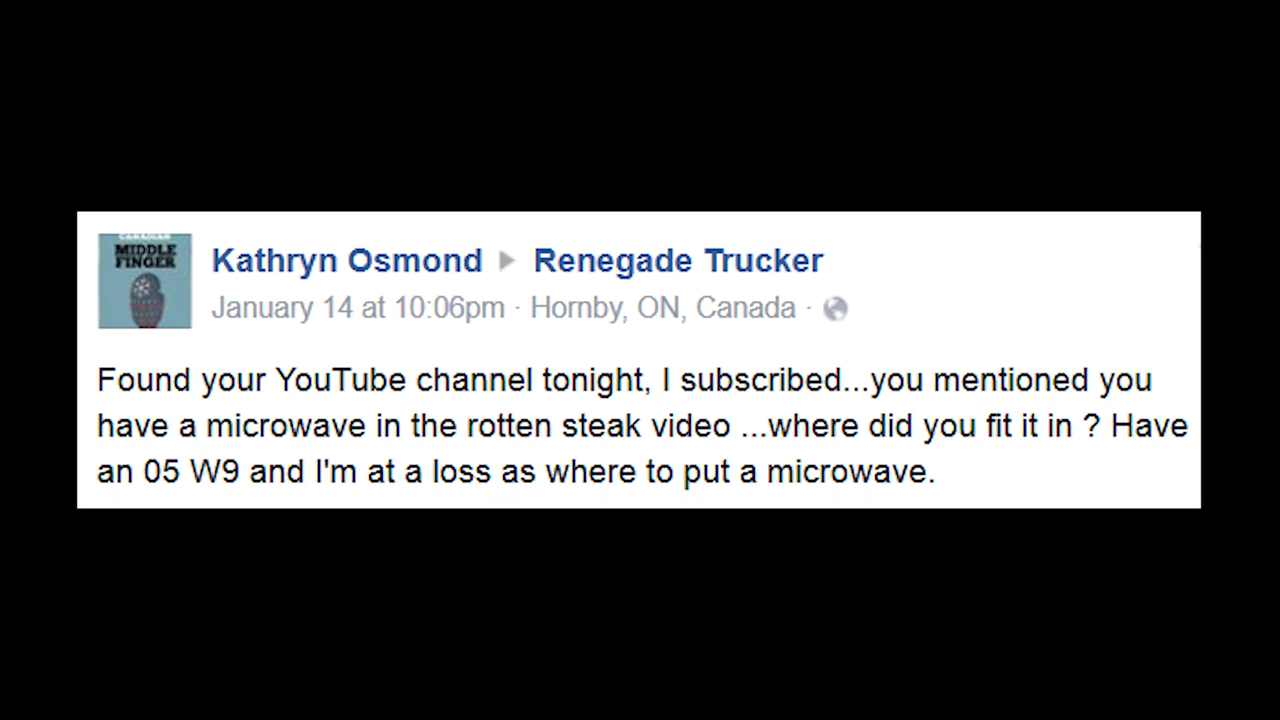 CANADIAN
MIDDLE
FINGER
Kathryn Osmond ▶ Renegade Trucker
January 14 at 10:06pm · Hornby, ON, Canada ·
Found your YouTube channel tonight, I subscribed...you mentioned you
have a microwave in the rotten steak video ...where did you fit it in ? Have
an 05 W9 and I'm at a loss as where to put a microwave.